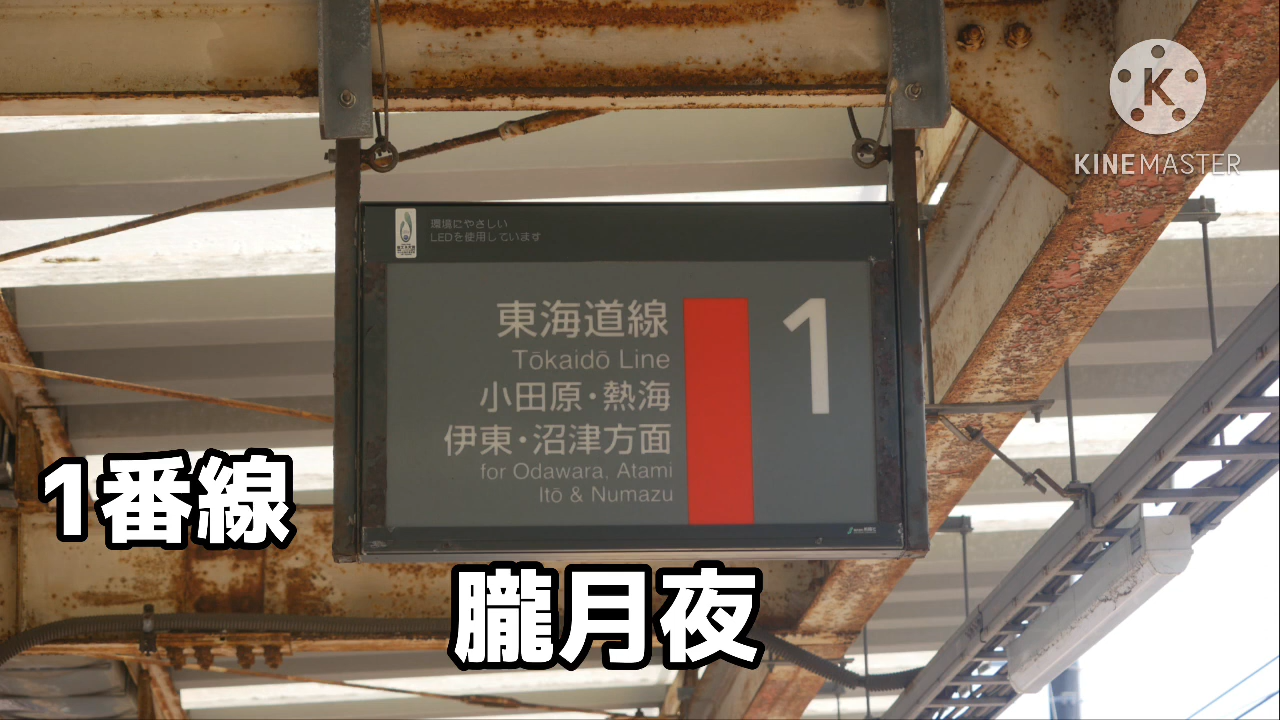 KINEMASTER
環境にやさしい
LEDを使用しています
東海道線
Tōkaidō Line
小田原・熱海
伊東・沼津方面
for Odawara, Atami
Itō & Numazu
1
1番線
朧月夜